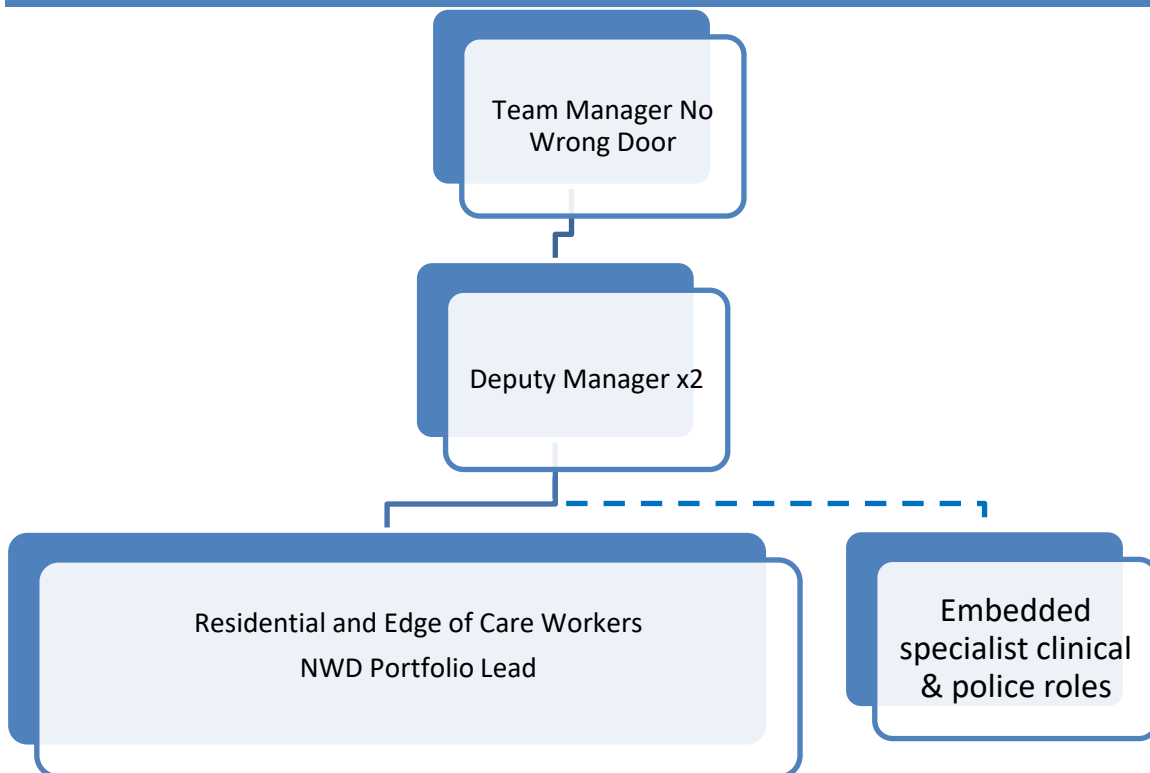 Team Manager No
Wrong Door
Deputy Manager x2
Residential and Edge of Care Workers
NWD Portfolio Lead
Embedded
specialist clinical
& police roles